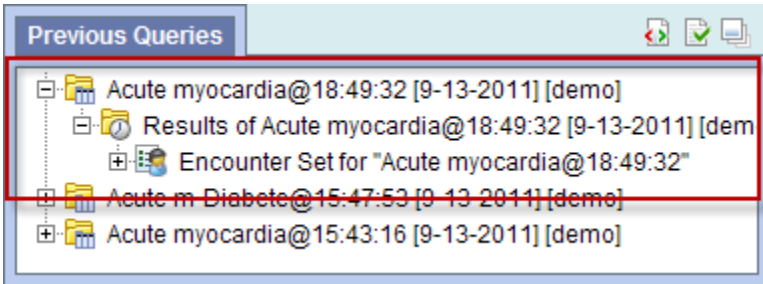 Previous Queries
Acute myocardia@18:49:32 [9-13-2011] [demo]
Results of Acute myocardia@18:49:32 [9-13-2011] [dem
Encounter Set for "Acute myocardia@18:49:32"
Acute m-Diabete@15:47:53 [9-13-2011] [demo]
Acute myocardia@15:43:16 [9-13-2011] [demo]